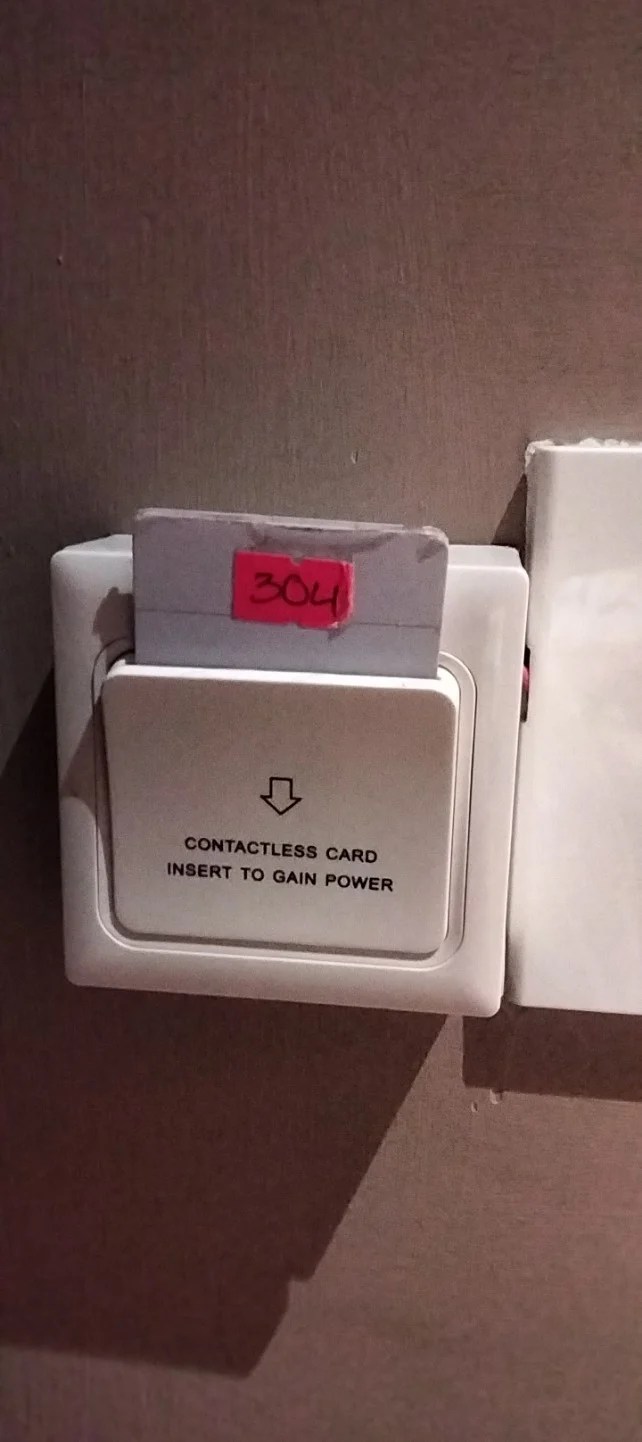 304
CONTACTLESS CARD
INSERT TO GAIN POWER